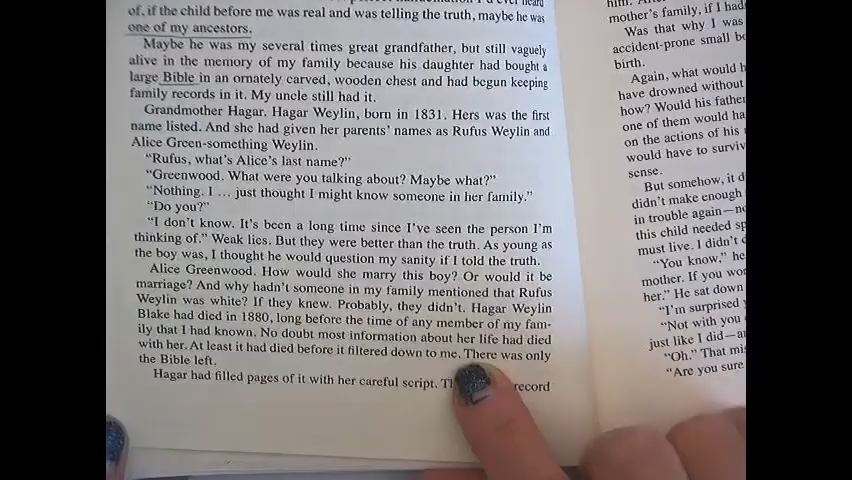 of, if the child before me was real and was telling the truth, maybe he was
one of my ancestors.
Maybe he was my several times great grandfather, but still vaguely
alive in the memory of my family because his daughter had bought a
large Bible in an ornately carved, wooden chest and had begun keeping
family records in it. My uncle still had it.
Grandmother Hagar. Hagar Weylin, born in 1831. Hers was the first
name listed. And she had given her parents' names as Rufus Weylin and
Alice Green-something Weylin.
"Rufus, what's Alice's last name?"
"Greenwood. What were you talking about? Maybe what?"
"Nothing. I ... just thought I might know someone in her family."
"Do you?"
"I don't know. It's been a long time since I've seen the person I'm
thinking of." Weak lies. But they were better than the truth. As young as
the boy was, I thought he would question my sanity if I told the truth.
Alice Greenwood. How would she marry this boy? Or would it be
marriage? And why hadn't someone in my family mentioned that Rufus
Weylin was white? If they knew. Probably, they didn't. Hagar Weylin
Blake had died in 1880, long before the time of any member of my fam-
ily that I had known. No doubt most information about her life had died
with her. At least it had died before it filtered down to me. There was only
the Bible left.
Hagar had filled pages of it with her careful script. record
him.
mother's family, if I had
Was that why I was
accident-prone small
birth.
Again, what would
have drowned without
how? Would his father
one of them would
on the actions of his
would have to
sense.
But somehow, it
didn't make enough
in trouble again
this child needed
must live. I didn't
"You know," he
mother. If you
her." He sat down
"I'm surprised
"Not with you
just like I did
"Oh." That
"Are you sure